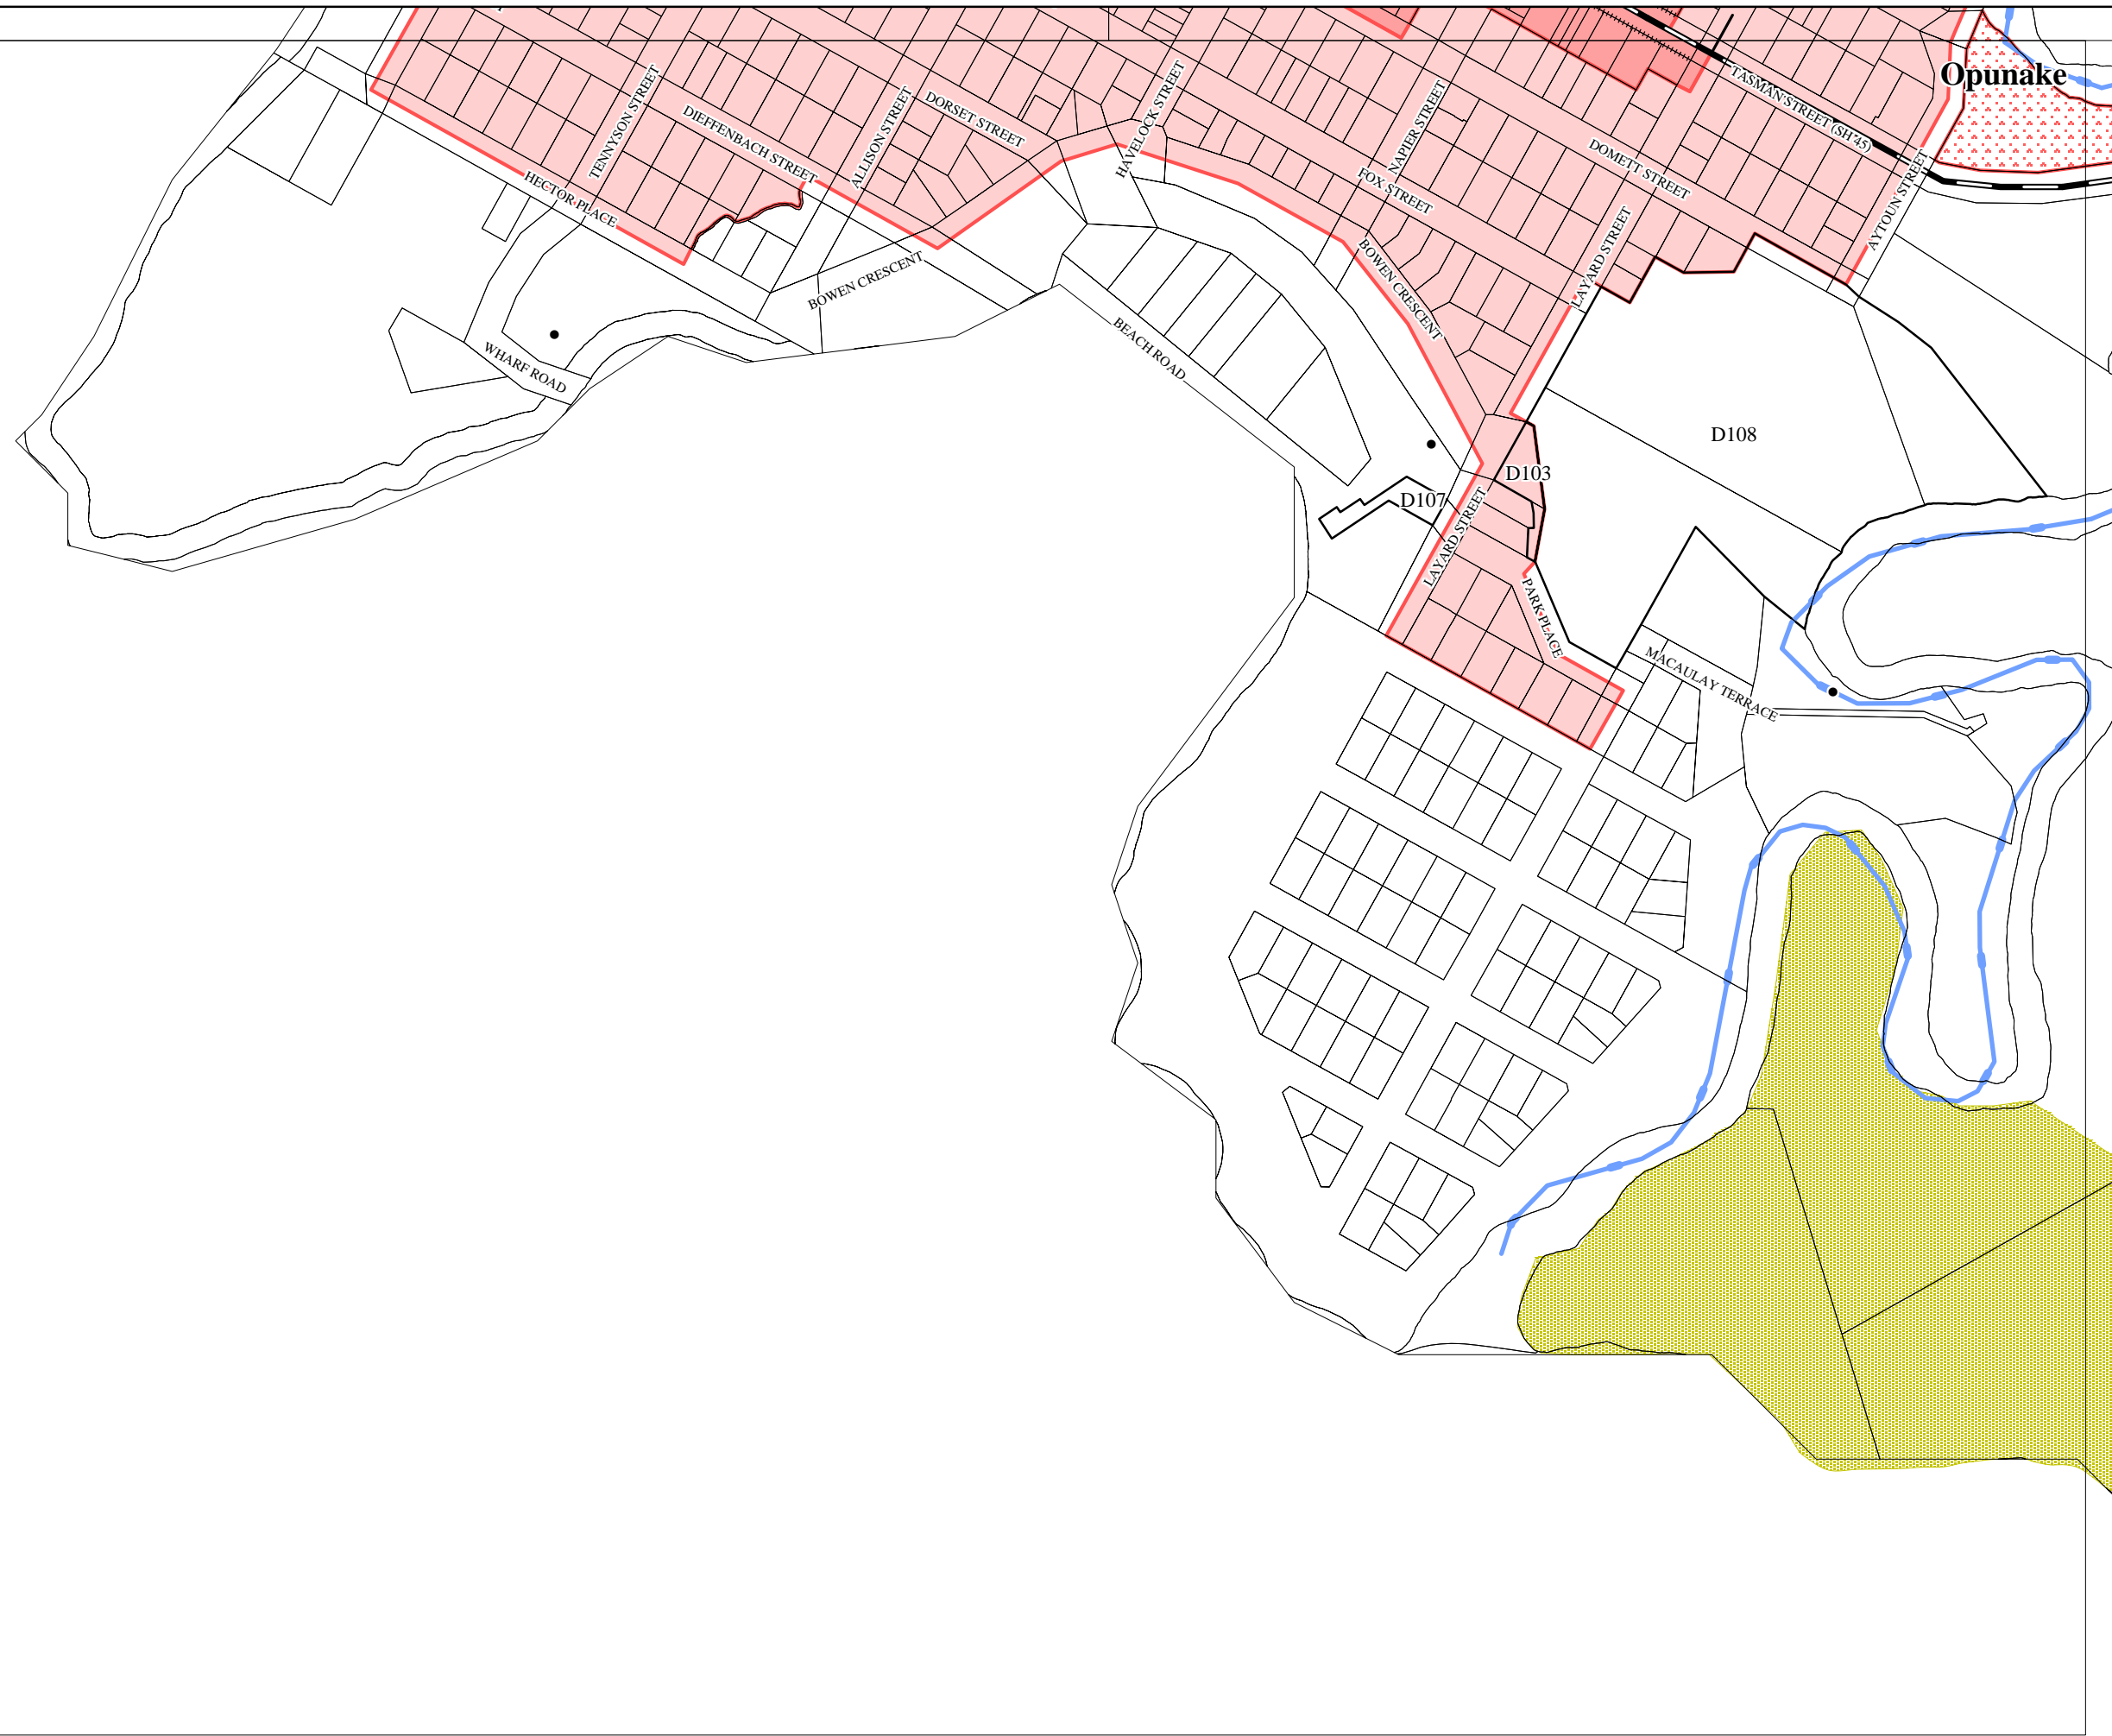 Opunake
TASMAN STREET (SH 45)
TENNYSON STREET
DIEFFENBACH STREET
ALLISON STREET
DORSET STREET
HAVELOCK STREET
NAPIER STREET
FOX STREET
DOMETT STREET
AYTOUN STREET
HECTOR PLACE
LAYARD STREET
BOWEN CRESCENT
BOWEN CRESCENT
BEACH ROAD
WHARF ROAD
D108
D103
D107
LAYARD STREET
PARK PLACE
MACAULAY TERRACE